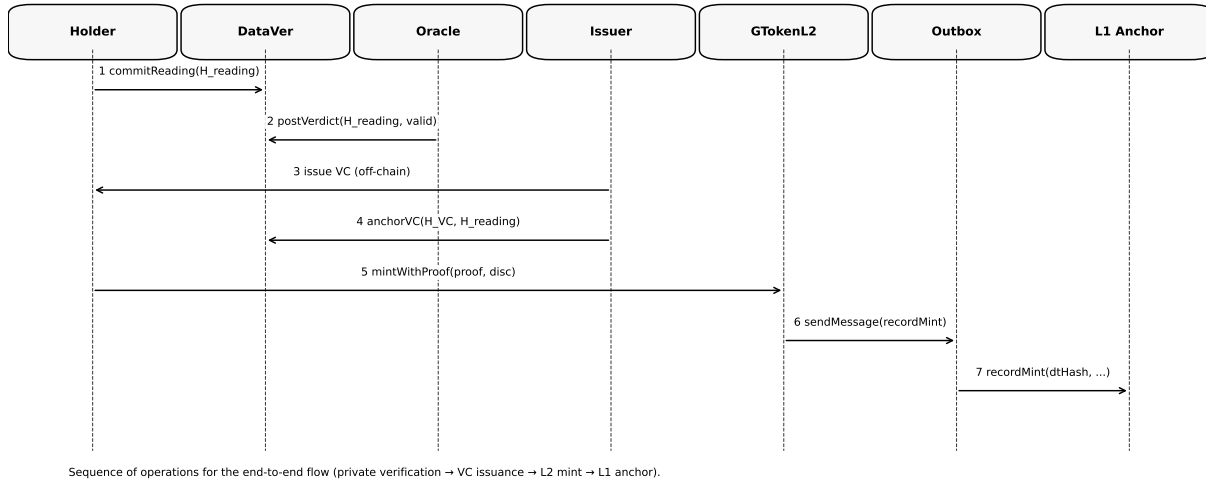 Holder
DataVer
Oracle
Issuer
GTokenL2
Outbox
L1 Anchor
1 commitReading(H_reading)
2 postVerdict(H_reading, valid)
3 issue VC (off-chain)
4 anchorVC(H_VC, H_reading)
5 mintWithProof(proof, disc)
6 sendMessage(recordMint)
7 recordMint(dtHash, ...)
Sequence of operations for the end-to-end flow (private verification → VC issuance → L2 mint → L1 anchor).